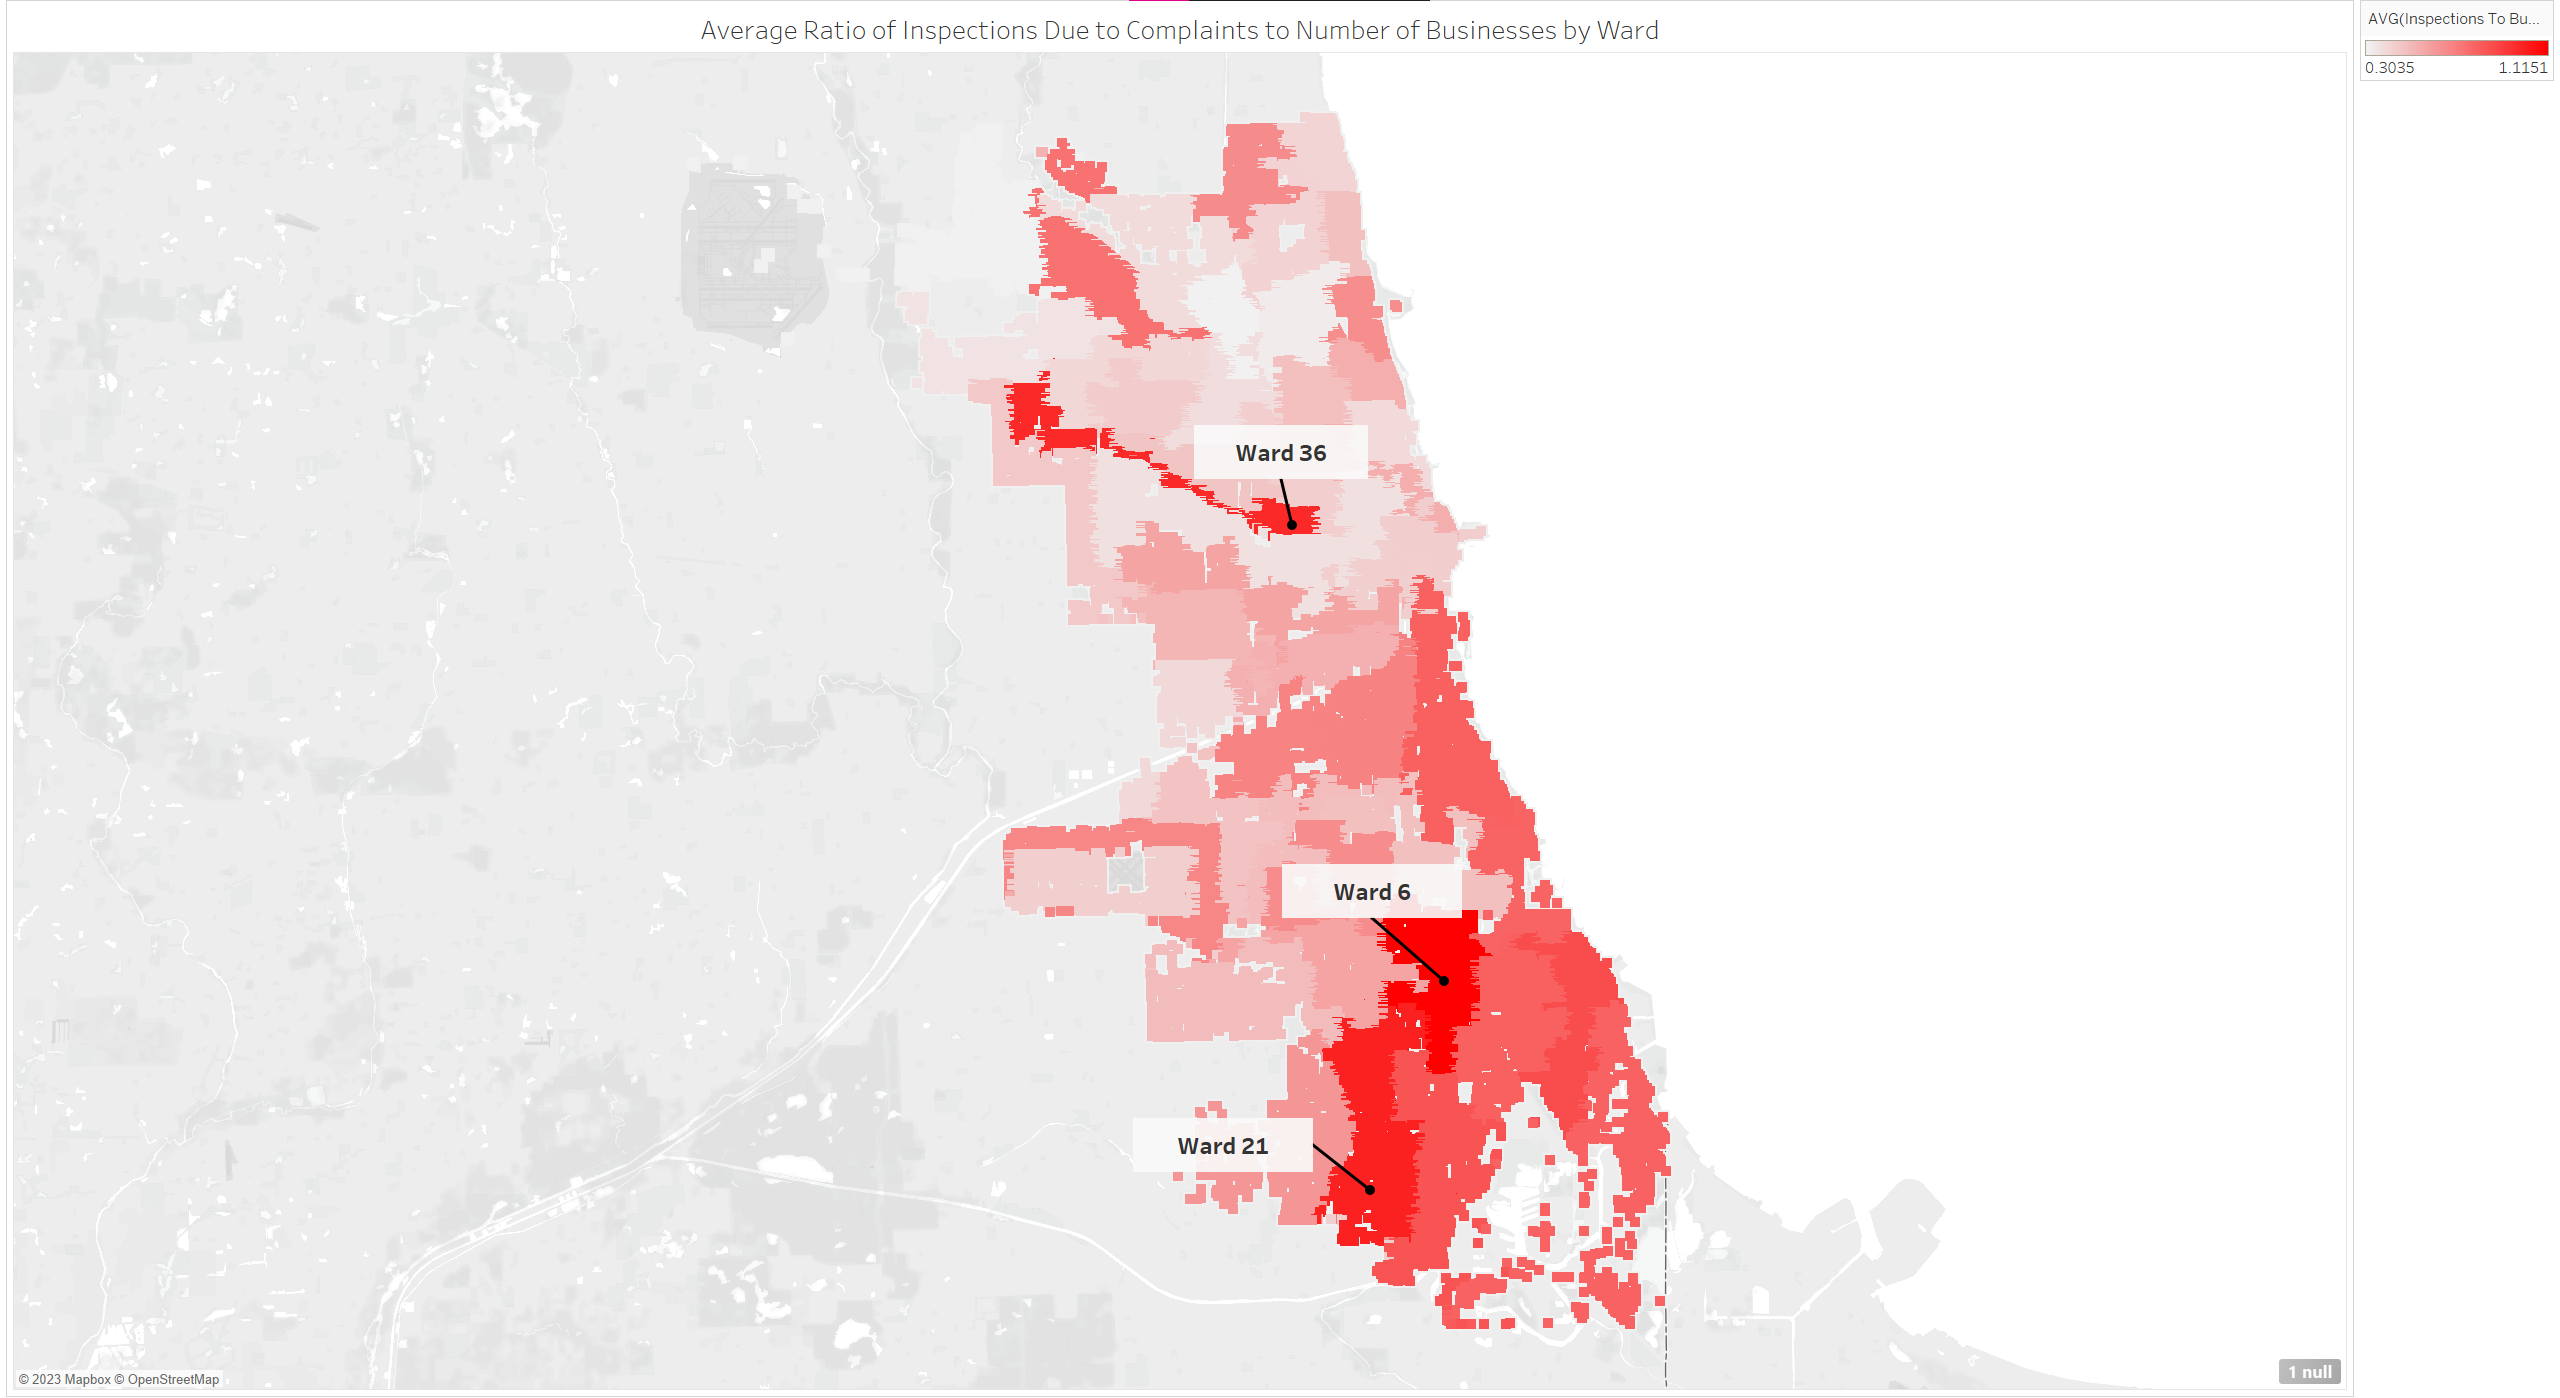 Average Ratio of Inspections Due to Complaints to Number of Businesses by Ward
AVG(Inspections To Bu...
0.3035 1.1151
Ward 36
Ward 6
Ward 21
© 2023 Mapbox © OpenStreetMap
1 null